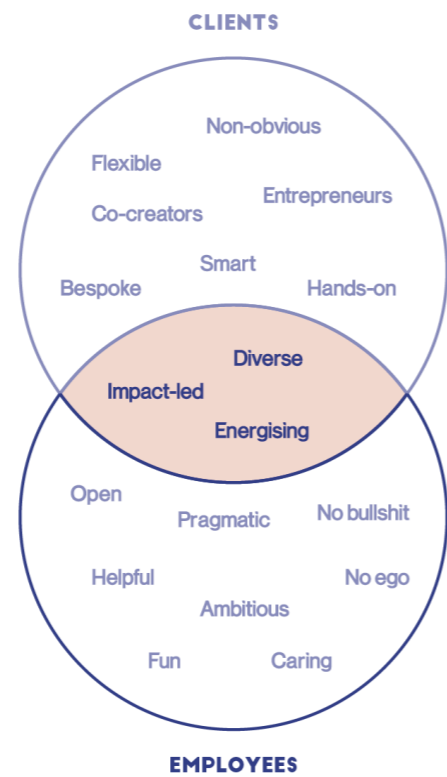 CLIENTS
Non-obvious
Flexible
Entrepreneurs
Co-creators
Smart
Bespoke
Hands-on
Diverse
Impact-led
Energising
Open
No bullshit
Pragmatic
Helpful
No ego
Ambitious
Fun
Caring
EMPLOYEES